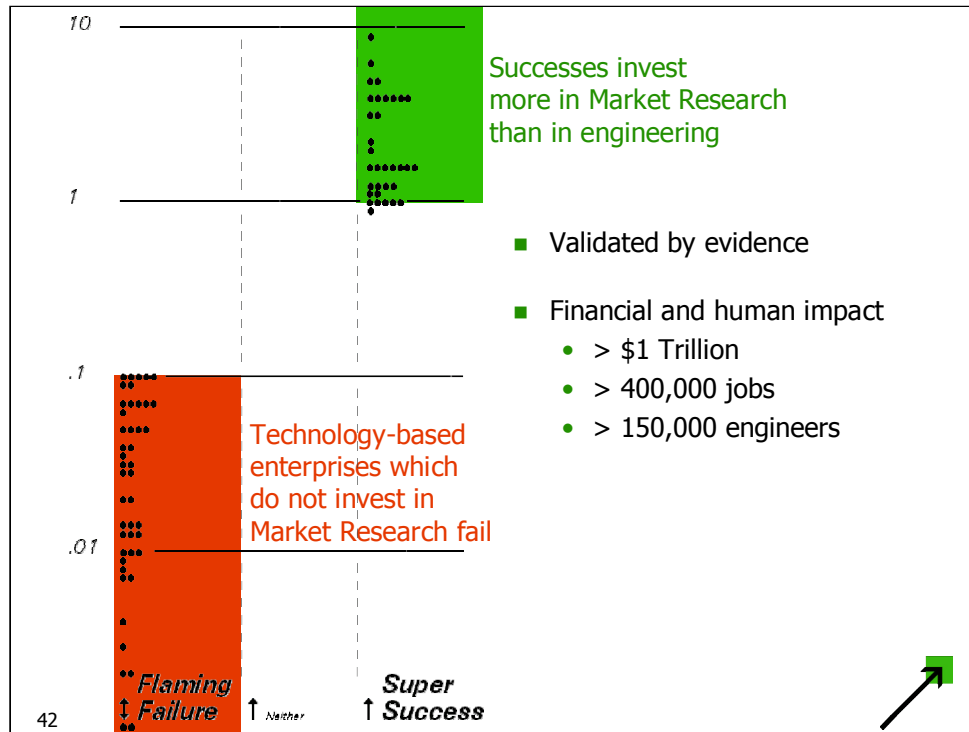 10
Successes invest
more in Market Research
than in engineering
1
Validated by evidence
Financial and human impact
> $1 Trillion
> 400,000 jobs
> 150,000 engineers
.1
Technology-based
enterprises which
do not invest in
Market Research fail
.01
Flaming
Failure
Neither
Super
Success
42